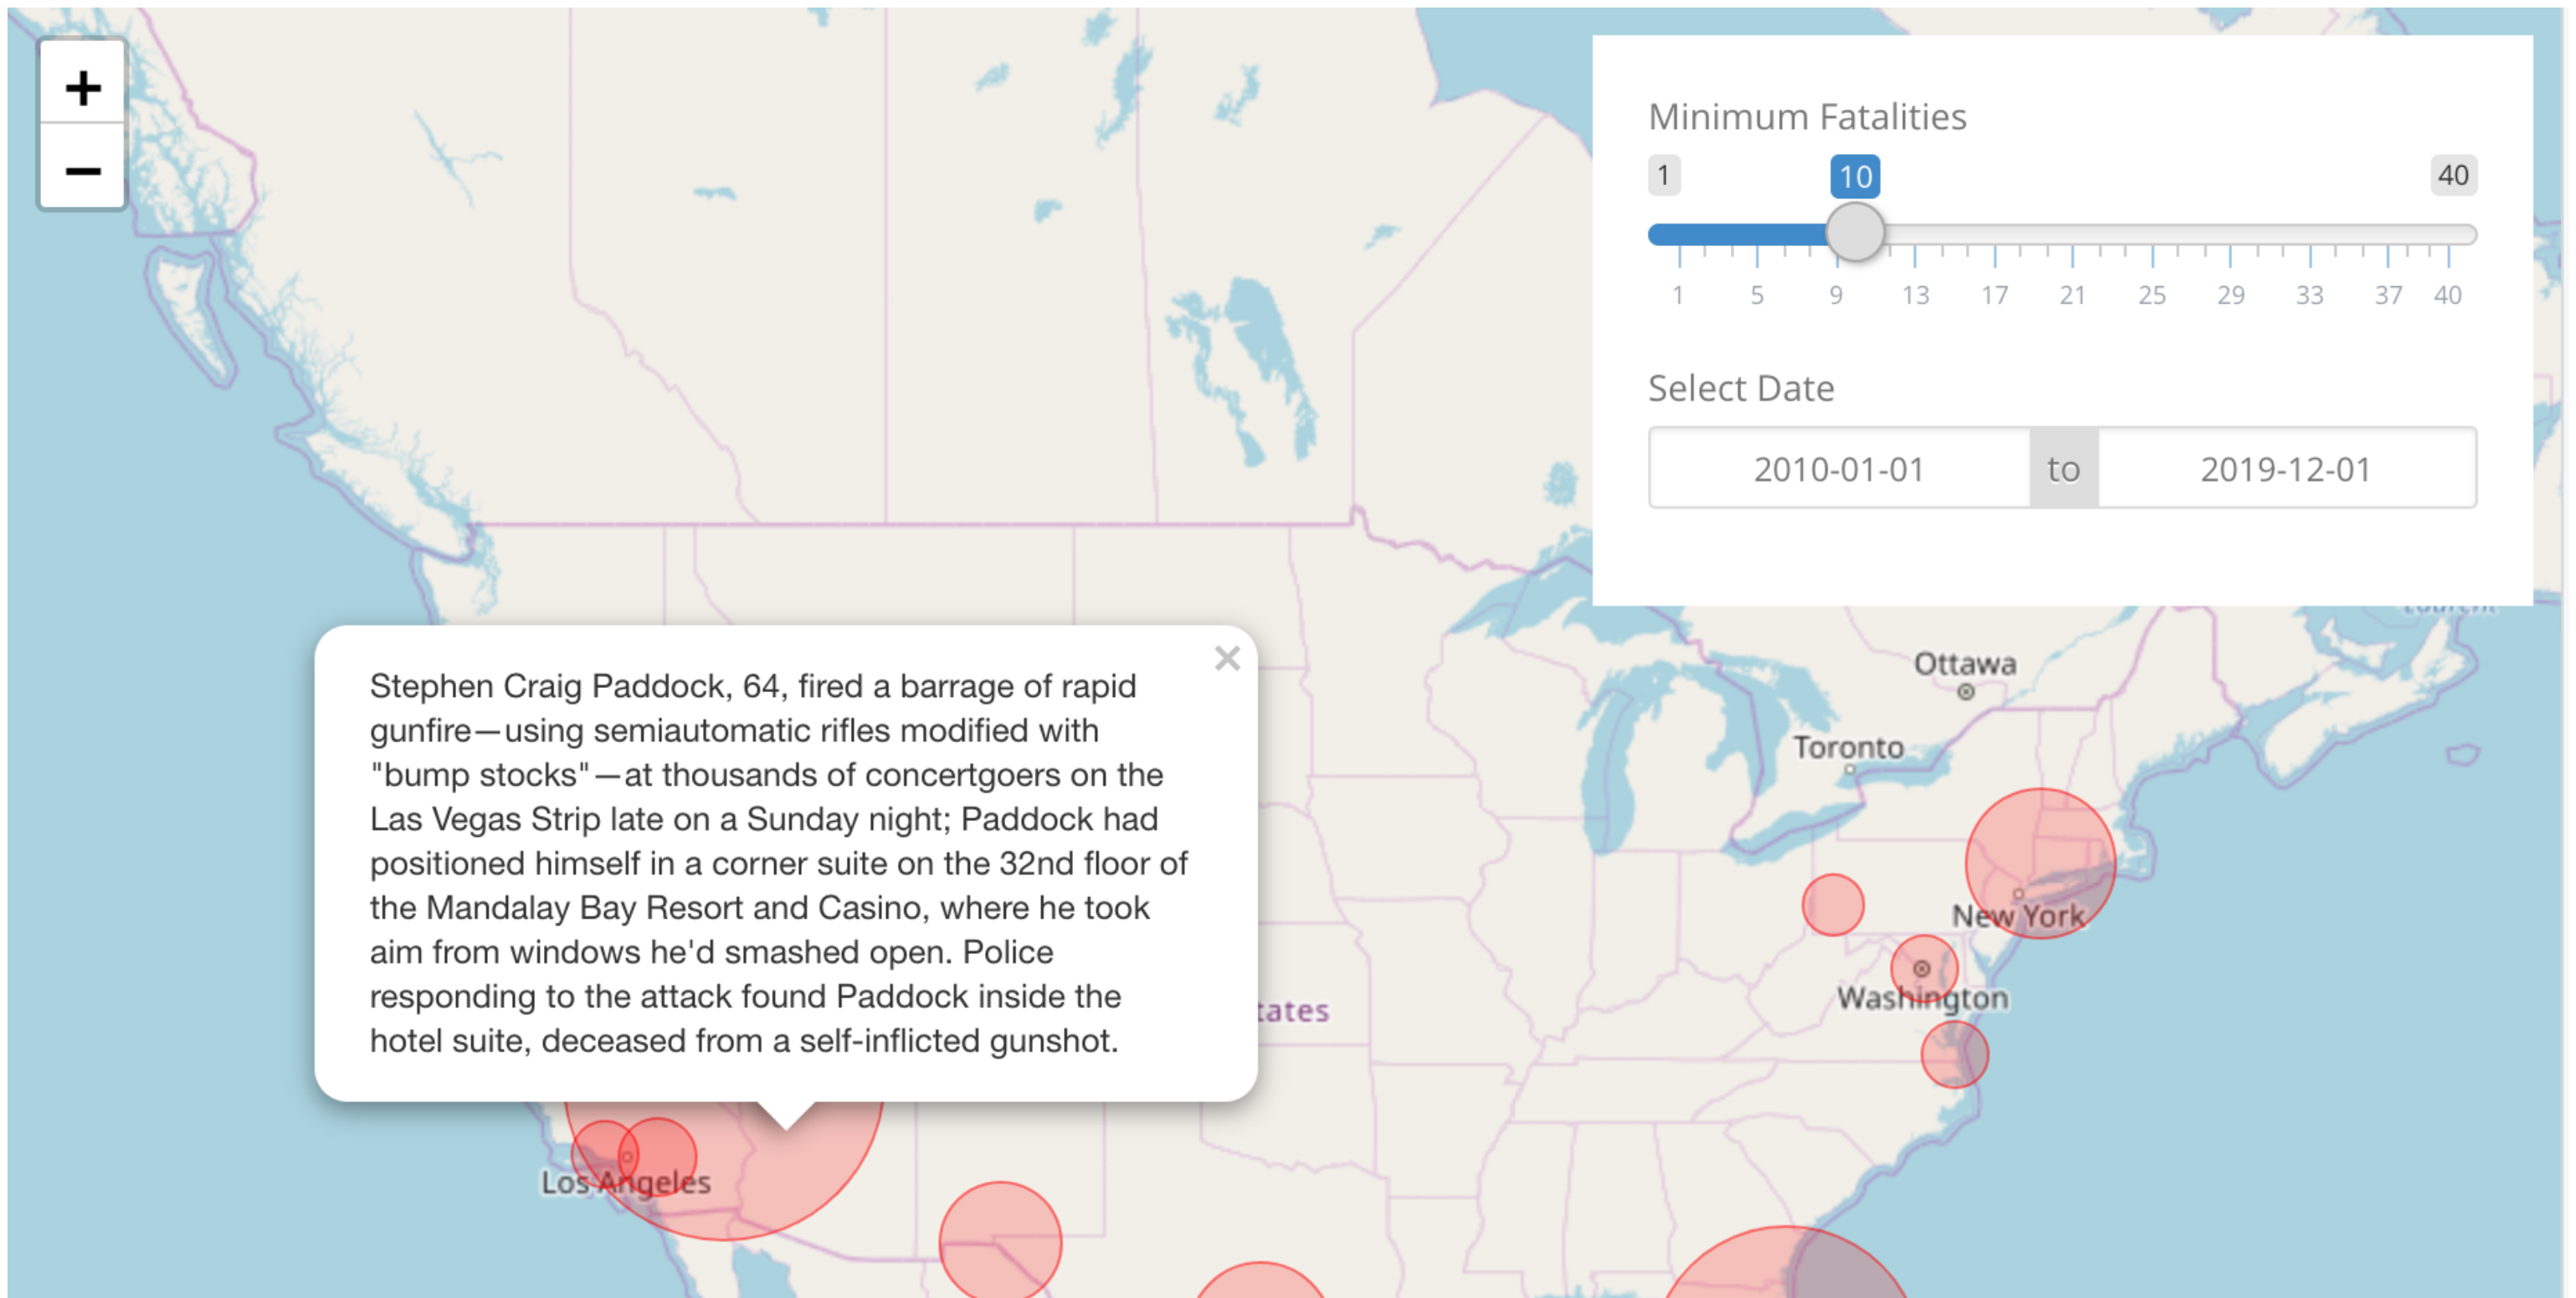 +
−
Minimum Fatalities
1
10
40
1 5 9 13 17 21 25 29 33 37 40
Select Date
2010-01-01 to 2019-12-01
Ottawa
Toronto
×
Stephen Craig Paddock, 64, fired a barrage of rapid
gunfire—using semiautomatic rifles modified with
"bump stocks"—at thousands of concertgoers on the
Las Vegas Strip late on a Sunday night; Paddock had
positioned himself in a corner suite on the 32nd floor of
the Mandalay Bay Resort and Casino, where he took
aim from windows he'd smashed open. Police
responding to the attack found Paddock inside the
hotel suite, deceased from a self-inflicted gunshot.
New York
Washington
tates
Los Angeles